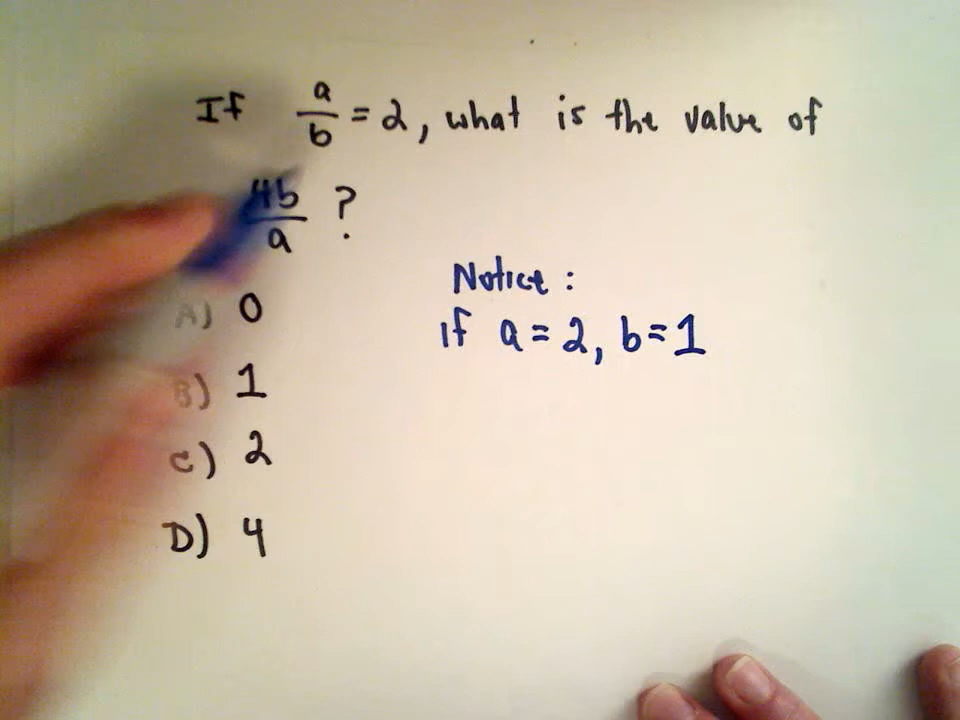 If a/b = 2, what is the value of
4b/a ?
A) 0
B) 1
C) 2
D) 4
Notice :
if a = 2, b = 1